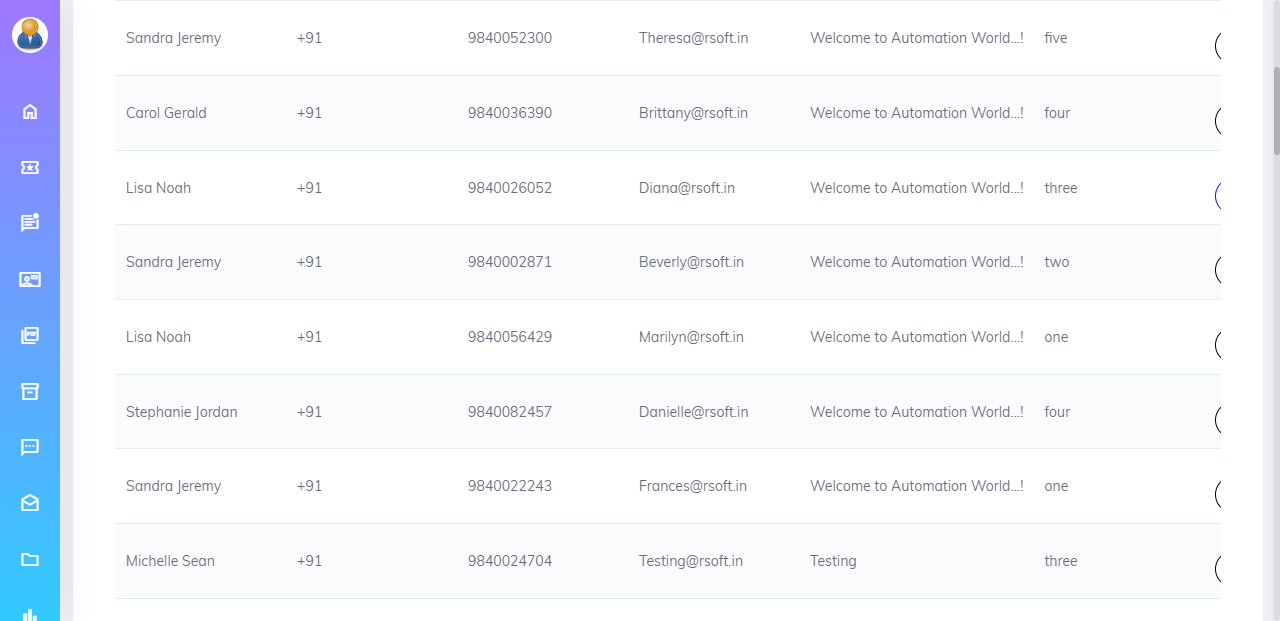 Sandra Jeremy +91 9840052300 Theresa@rsoft.in Welcome to Automation World...! five
Carol Gerald +91 9840036390 Brittany@rsoft.in Welcome to Automation World...! four
Lisa Noah +91 9840026052 Diana@rsoft.in Welcome to Automation World...! three
Sandra Jeremy +91 9840002871 Beverly@rsoft.in Welcome to Automation World...! two
Lisa Noah +91 9840056429 Marilyn@rsoft.in Welcome to Automation World...! one
Stephanie Jordan +91 9840082457 Danielle@rsoft.in Welcome to Automation World...! four
Sandra Jeremy +91 9840022243 Frances@rsoft.in Welcome to Automation World...! one
Michelle Sean +91 9840024704 Testing@rsoft.in Testing three